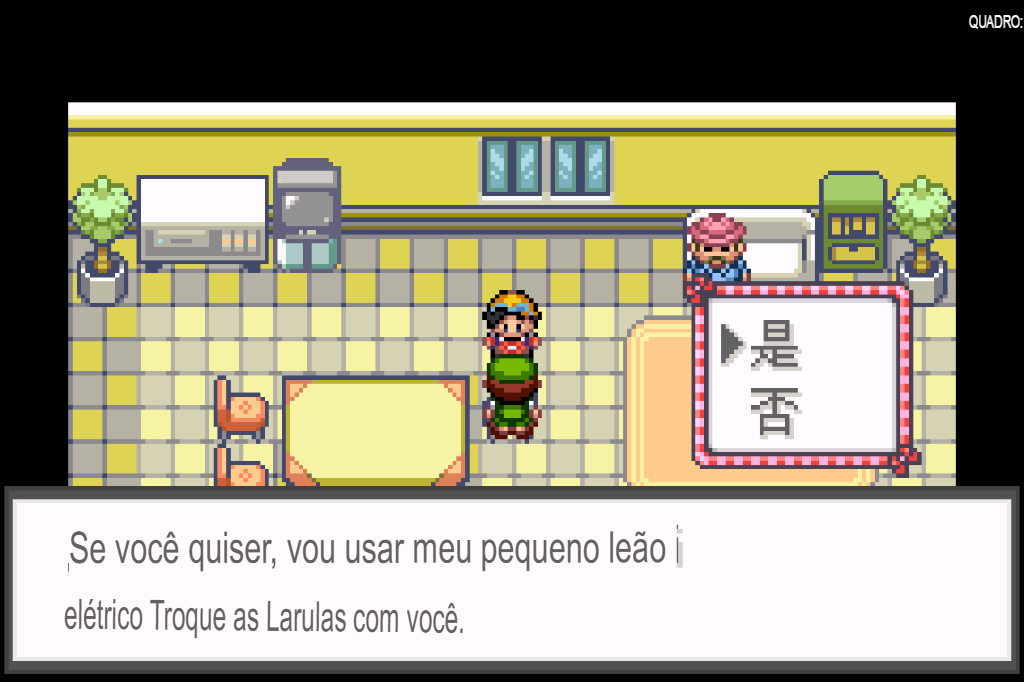 QUADRO:
是
否
Se você quiser, vou usar meu pequeno leão
elétrico Troque as Larulas com você.